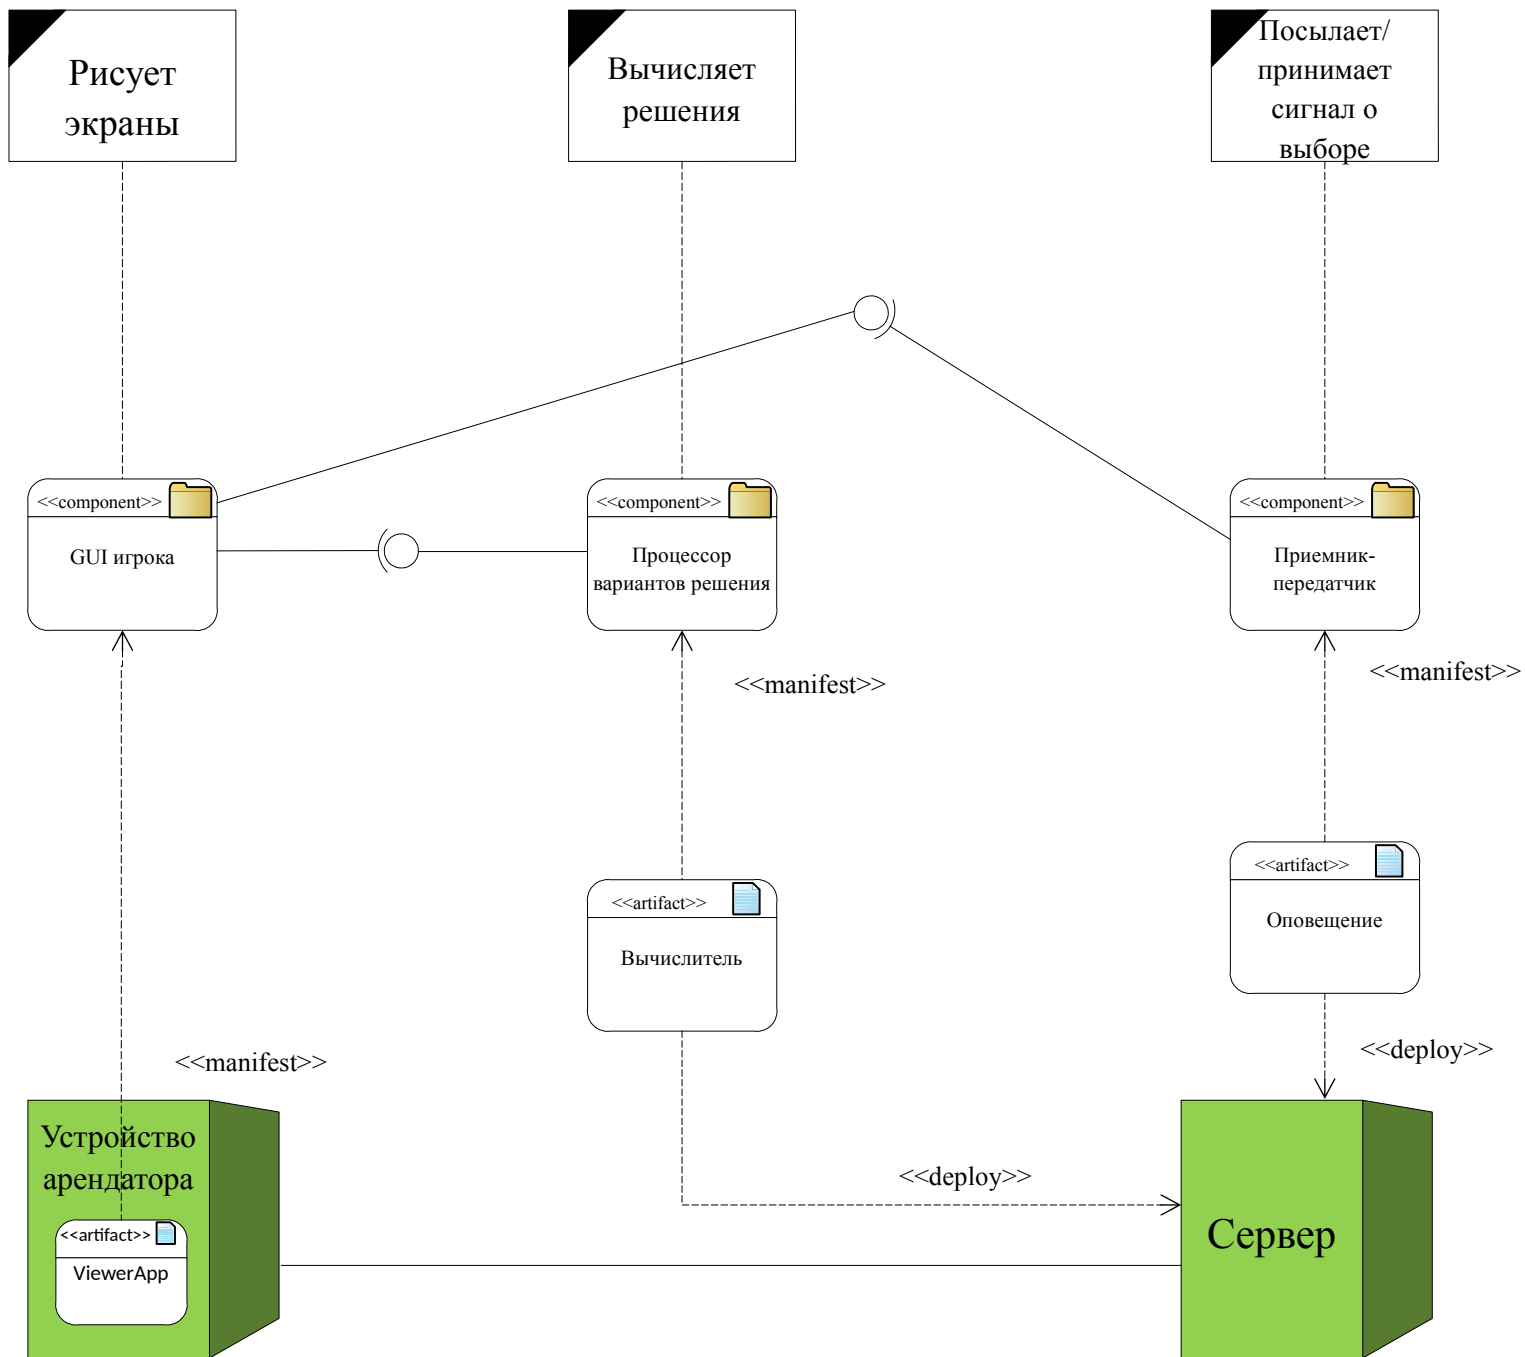 Рисует
экраны
Вычисляет
решения
Посылает/
принимает
сигнал о
выборе
<<component>>
GUI игрока
<<component>>
Процессор
вариантов решения
<<component>>
Приемник-
передатчик
<<manifest>>
<<manifest>>
<<artifact>>
Вычислитель
<<artifact>>
Оповещение
<<manifest>>
<<deploy>>
Устройство
арендатора
<<artifact>>
ViewerApp
<<deploy>>
Сервер